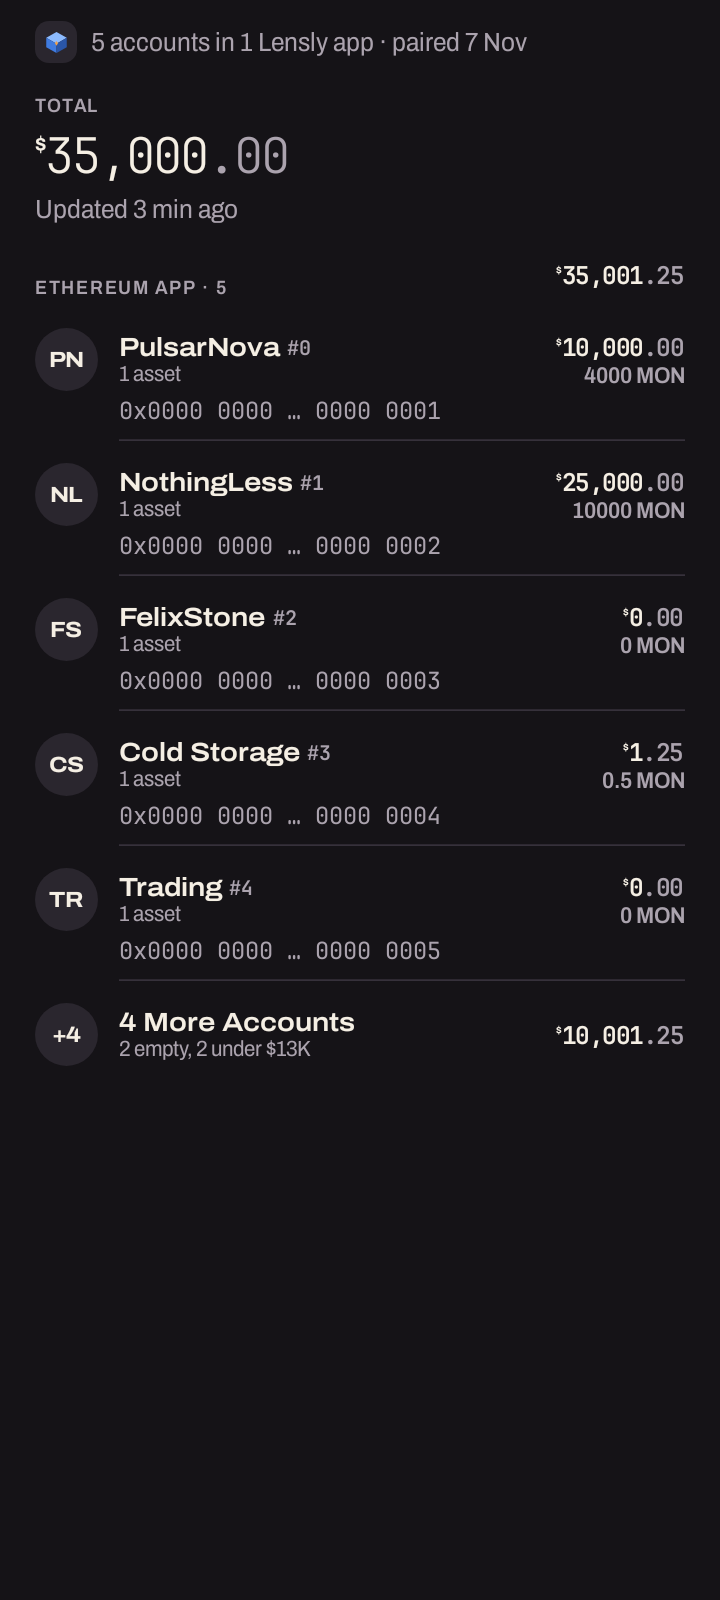 5 accounts in 1 Lensly app · paired 7 Nov
TOTAL
$35,000.00
Updated 3 min ago
ETHEREUM APP · 5 $35,001.25
PN PulsarNova #0 $10,000.00
1 asset 4000 MON
0x0000 0000 … 0000 0001
NL NothingLess #1 $25,000.00
1 asset 10000 MON
0x0000 0000 … 0000 0002
FS FelixStone #2 $0.00
1 asset 0 MON
0x0000 0000 … 0000 0003
CS Cold Storage #3 $1.25
1 asset 0.5 MON
0x0000 0000 … 0000 0004
TR Trading #4 $0.00
1 asset 0 MON
0x0000 0000 … 0000 0005
+4 4 More Accounts $10,001.25
2 empty, 2 under $13K